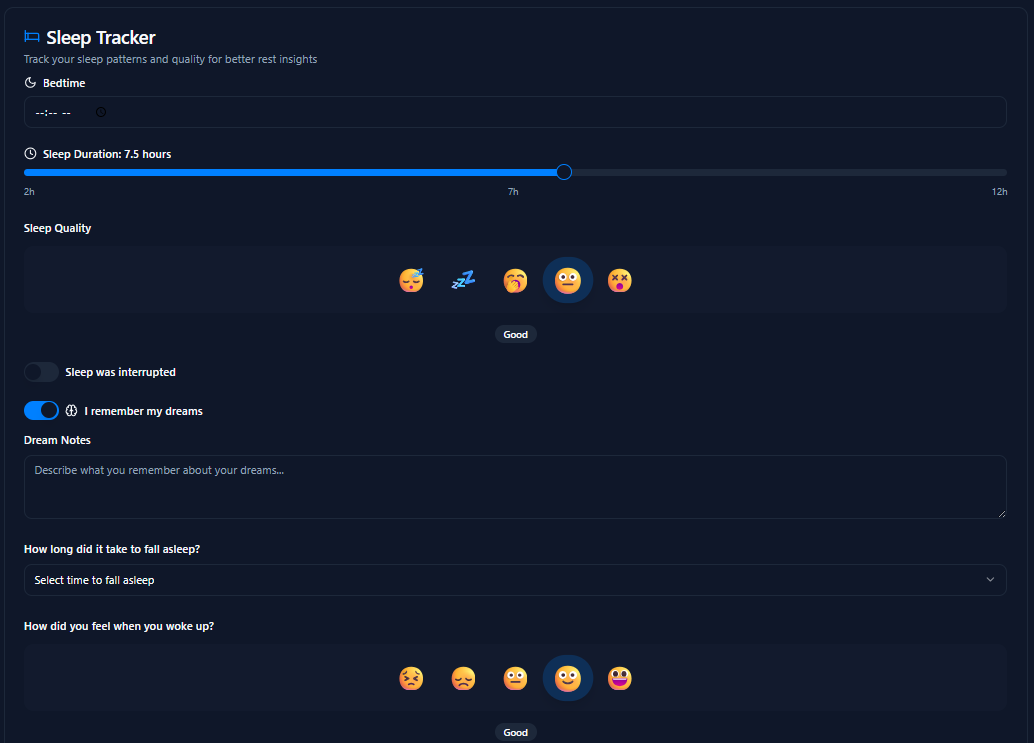 Sleep Tracker
Track your sleep patterns and quality for better rest insights
Bedtime
--:-- --
Sleep Duration: 7.5 hours
2h 7h 12h
Sleep Quality
Good
Sleep was interrupted
I remember my dreams
Dream Notes
Describe what you remember about your dreams...
How long did it take to fall asleep?
Select time to fall asleep
How did you feel when you woke up?
Good